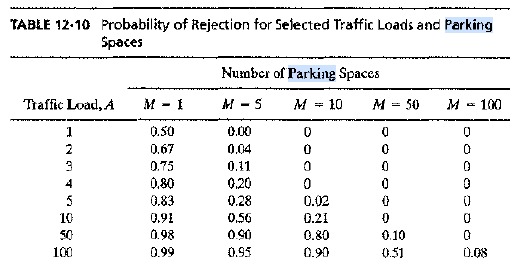 TABLE 12-10 Probability of Rejection for Selected Traffic Loads and Parking
Spaces
Number of Parking Spaces
Traffic Load, A M = 1 M = 5 M = 10 M = 50 M = 100
1 0.50 0.00 0 0 0
2 0.67 0.04 0 0 0
3 0.75 0.11 0 0 0
4 0.80 0.20 0 0 0
5 0.83 0.28 0.02 0 0
10 0.91 0.56 0.21 0 0
50 0.98 0.90 0.80 0.10 0
100 0.99 0.95 0.90 0.51 0.08